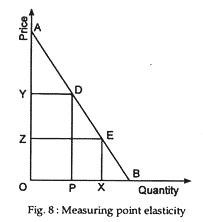 Price
A
Y
D
Z
E
O
P
X
B
Quantity
Fig. 8 : Measuring point elasticity